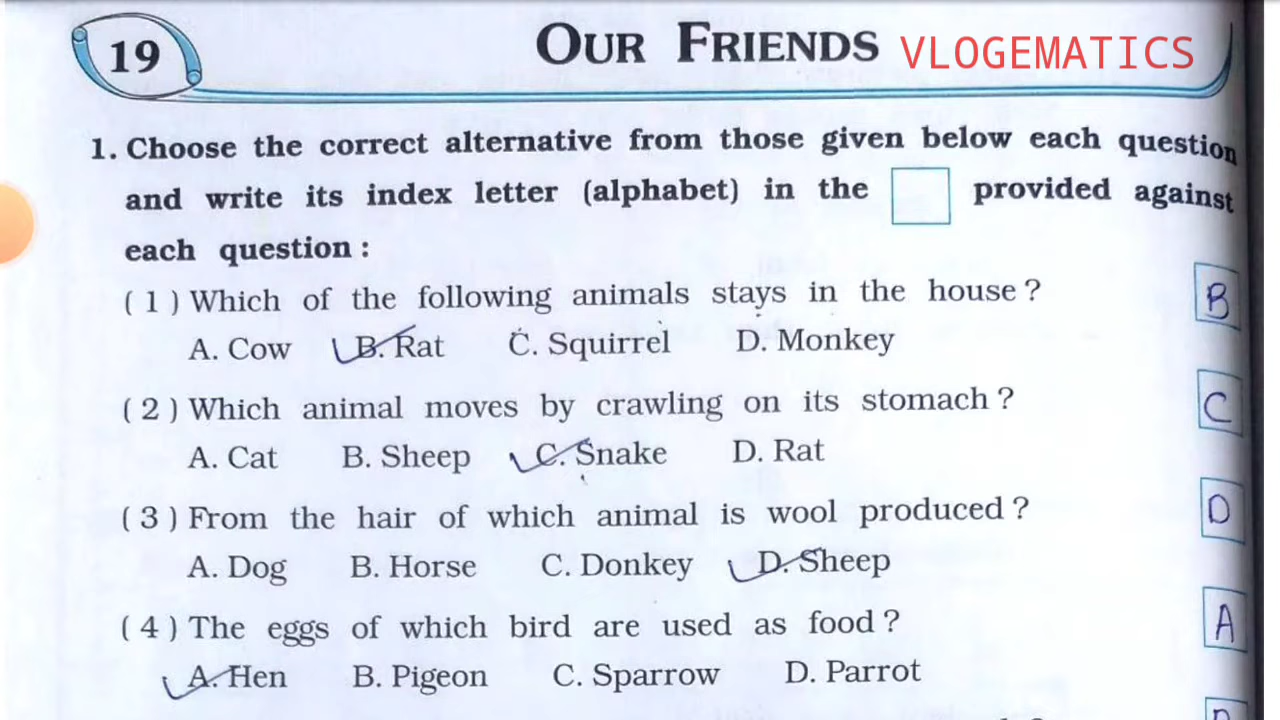 19
OUR FRIENDS VLOGEMATICS
1. Choose the correct alternative from those given below each question
and write its index letter (alphabet) in the provided against
each question :
( 1 ) Which of the following animals stays in the house ? B
A. Cow B. Rat C. Squirrel D. Monkey
( 2 ) Which animal moves by crawling on its stomach ? C
A. Cat B. Sheep C. Snake D. Rat
( 3 ) From the hair of which animal is wool produced ? D
A. Dog B. Horse C. Donkey D. Sheep
( 4 ) The eggs of which bird are used as food ? A
A. Hen B. Pigeon C. Sparrow D. Parrot